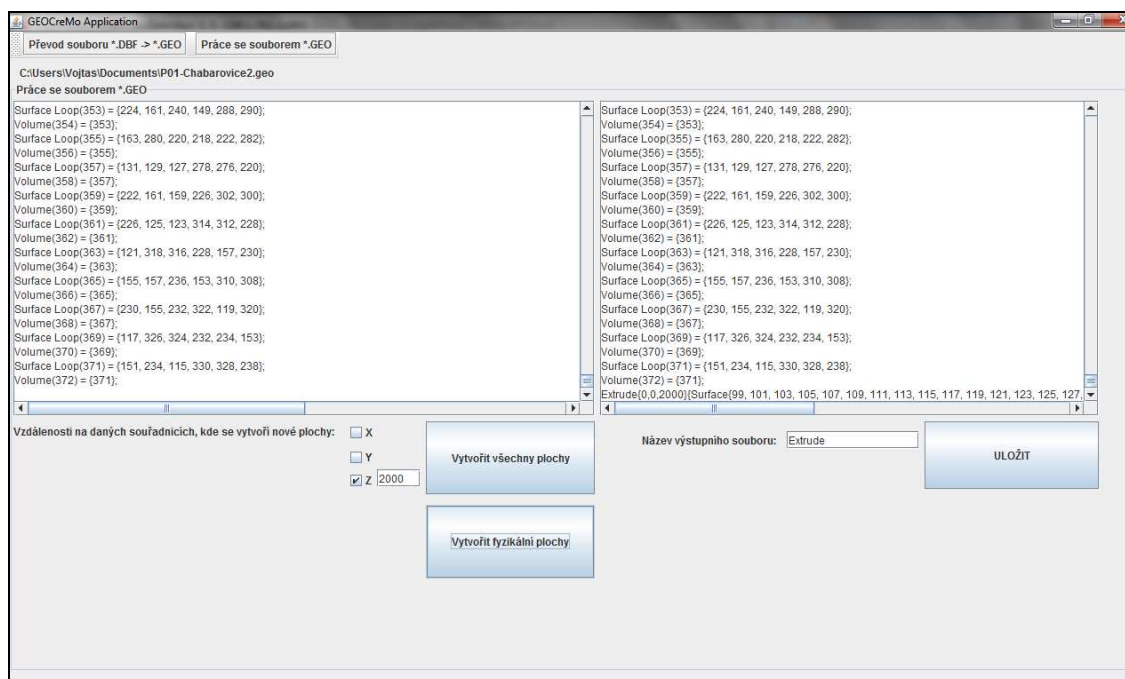 GEOCreMo Application
Převod souboru *.DBF -> *.GEO Práce se souborem *.GEO
C:\Users\Vojtas\Documents\P01-Chabarovice2.geo
Práce se souborem *.GEO
Surface Loop(353) = {224, 161, 240, 149, 288, 290};
Volume(354) = {353};
Surface Loop(355) = {163, 280, 220, 218, 222, 282};
Volume(356) = {355};
Surface Loop(357) = {131, 129, 127, 278, 276, 220};
Volume(358) = {357};
Surface Loop(359) = {222, 161, 159, 226, 302, 300};
Volume(360) = {359};
Surface Loop(361) = {226, 125, 123, 314, 312, 228};
Volume(362) = {361};
Surface Loop(363) = {121, 318, 316, 228, 157, 230};
Volume(364) = {363};
Surface Loop(365) = {155, 157, 236, 153, 310, 308};
Volume(366) = {365};
Surface Loop(367) = {230, 155, 232, 322, 119, 320};
Volume(368) = {367};
Surface Loop(369) = {117, 326, 324, 232, 234, 153};
Volume(370) = {369};
Surface Loop(371) = {151, 234, 115, 330, 328, 238};
Volume(372) = {371};
Surface Loop(353) = {224, 161, 240, 149, 288, 290};
Volume(354) = {353};
Surface Loop(355) = {163, 280, 220, 218, 222, 282};
Volume(356) = {355};
Surface Loop(357) = {131, 129, 127, 278, 276, 220};
Volume(358) = {357};
Surface Loop(359) = {222, 161, 159, 226, 302, 300};
Volume(360) = {359};
Surface Loop(361) = {226, 125, 123, 314, 312, 228};
Volume(362) = {361};
Surface Loop(363) = {121, 318, 316, 228, 157, 230};
Volume(364) = {363};
Surface Loop(365) = {155, 157, 236, 153, 310, 308};
Volume(366) = {365};
Surface Loop(367) = {230, 155, 232, 322, 119, 320};
Volume(368) = {367};
Surface Loop(369) = {117, 326, 324, 232, 234, 153};
Volume(370) = {369};
Surface Loop(371) = {151, 234, 115, 330, 328, 238};
Volume(372) = {371};
Extrude{0,0,2000}{Surface{99, 101, 103, 105, 107, 109, 111, 113, 115, 117, 119, 121, 123, 125, 127,
Vzdálenosti na daných souřadnicích, kde se vytvoří nové plochy:
X
Y
Z 2000
Vytvořit všechny plochy
Vytvořit fyzikální plochy
Název výstupního souboru: Extrude
ULOŽIT